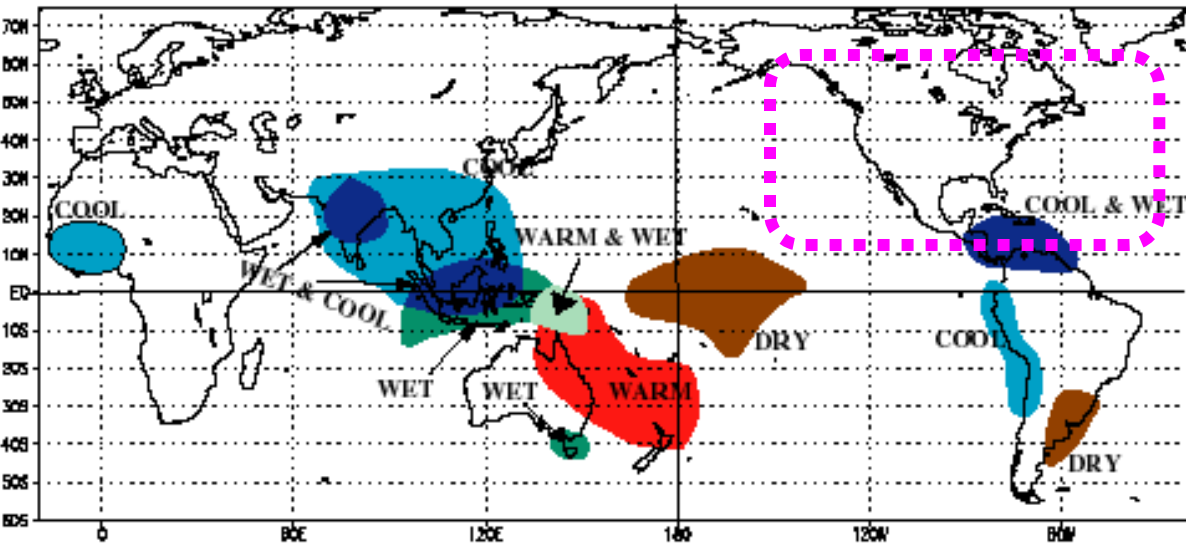 70N
60N
50N
40N
30N
COOL
20N
COOL
COOL & WET
WARM & WET
10N
WET & COOL
EQ
10S
COOL
DRY
20S
WET
WET
WARM
30S
40S
DRY
50S
60S
0 60E 120E 180 120W 60W